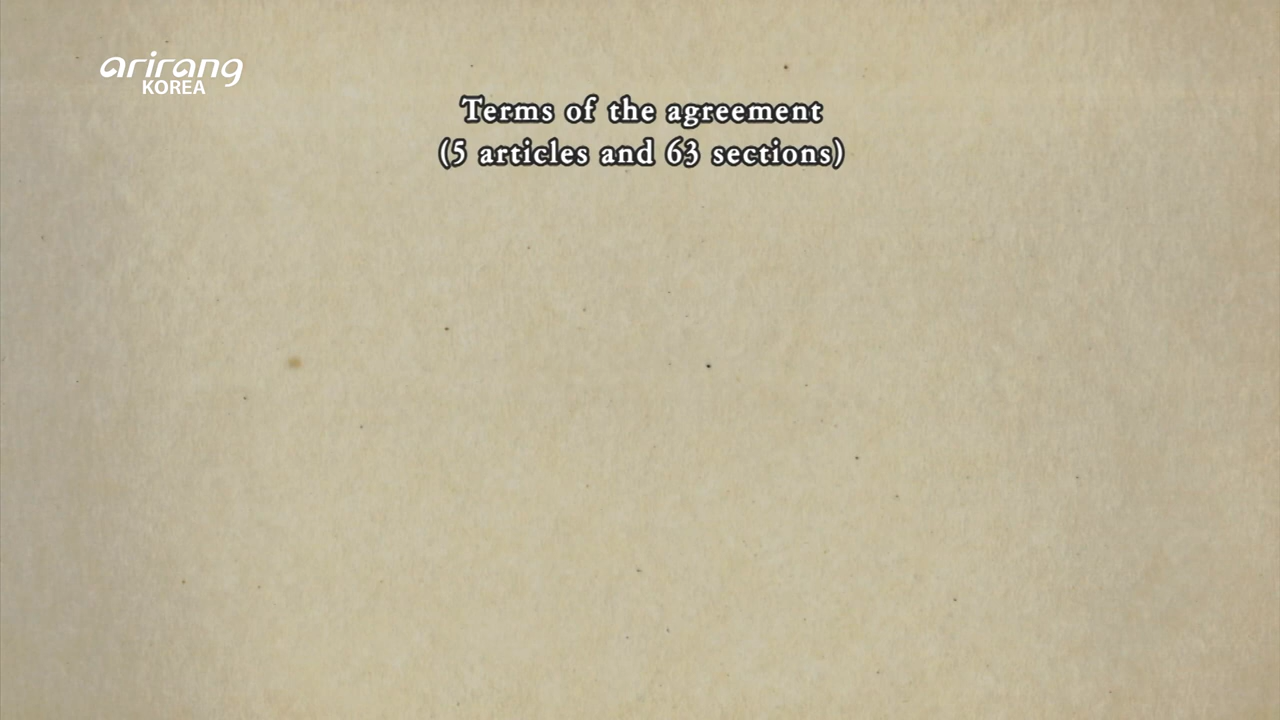 arirang
KOREA
Terms of the agreement
(5 articles and 63 sections)